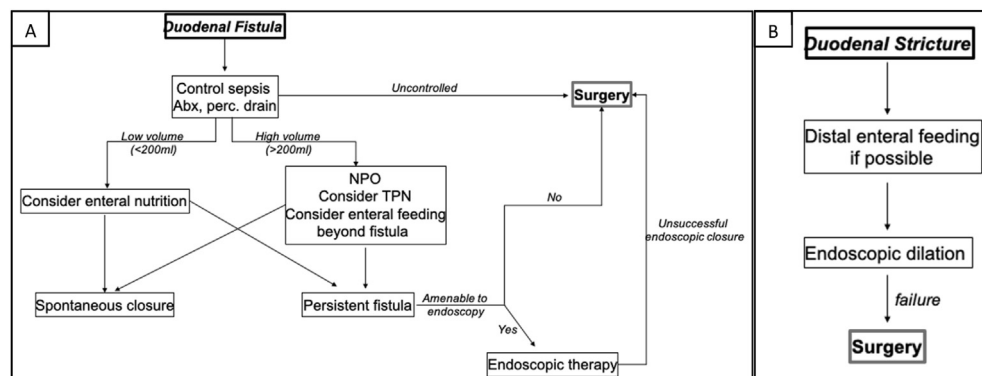 A
Duodenal Fistula
Control sepsis
Abx, perc. drain
Uncontrolled
Surgery
Low volume
(<200ml)
High volume
(>200ml)
Consider enteral nutrition
NPO
Consider TPN
Consider enteral feeding
beyond fistula
No
Unsuccessful
endoscopic closure
Spontaneous closure
Persistent fistula
Amenable to
endoscopy
Yes
Endoscopic therapy
B
Duodenal Stricture
Distal enteral feeding
if possible
Endoscopic dilation
failure
Surgery